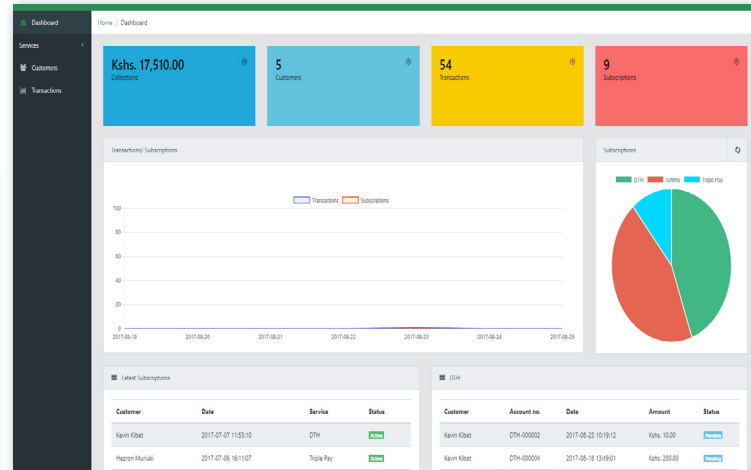 Dashboard
Home / Dashboard
Services
Customers
Transactions
Kshs. 17,510.00
Collections
5
Customers
54
Transactions
9
Subscriptions
Transactions/ Subscriptions
Transactions Subscriptions
100
80
60
40
20
0
2017-08-19 2017-08-20 2017-08-21 2017-08-22 2017-08-23 2017-08-24 2017-08-25
Subscriptions
DTH Airtime Triple Pay
Latest Subscriptions
Customer Date Service Status
Kevin Kibet 2017-07-07 11:53:10 DTH Active
Hezron Muriuki 2017-07-06 16:11:07 Triple Pay Active
DTH
Customer Account no. Date Amount Status
Kevin Kibet DTH-000002 2017-08-23 10:19:12 Kshs. 10.00 Pending
Kevin Kibet 2017-08-18 13:49:01 Kshs. 200.00 Pending